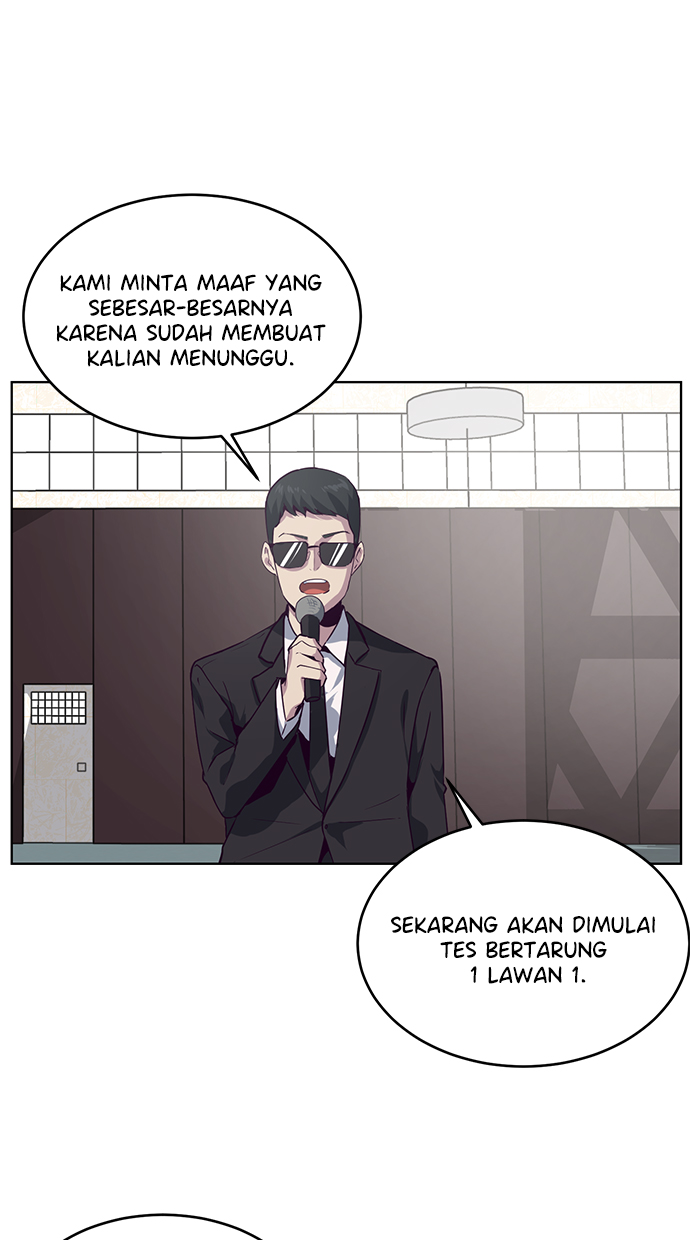 KAMI MINTA MAAF YANG
SEBESAR-BESARNYA
KARENA SUDAH MEMBUAT
KALIAN MENUNGGU.
SEKARANG AKAN DIMULAI
TES BERTARUNG
1 LAWAN 1.